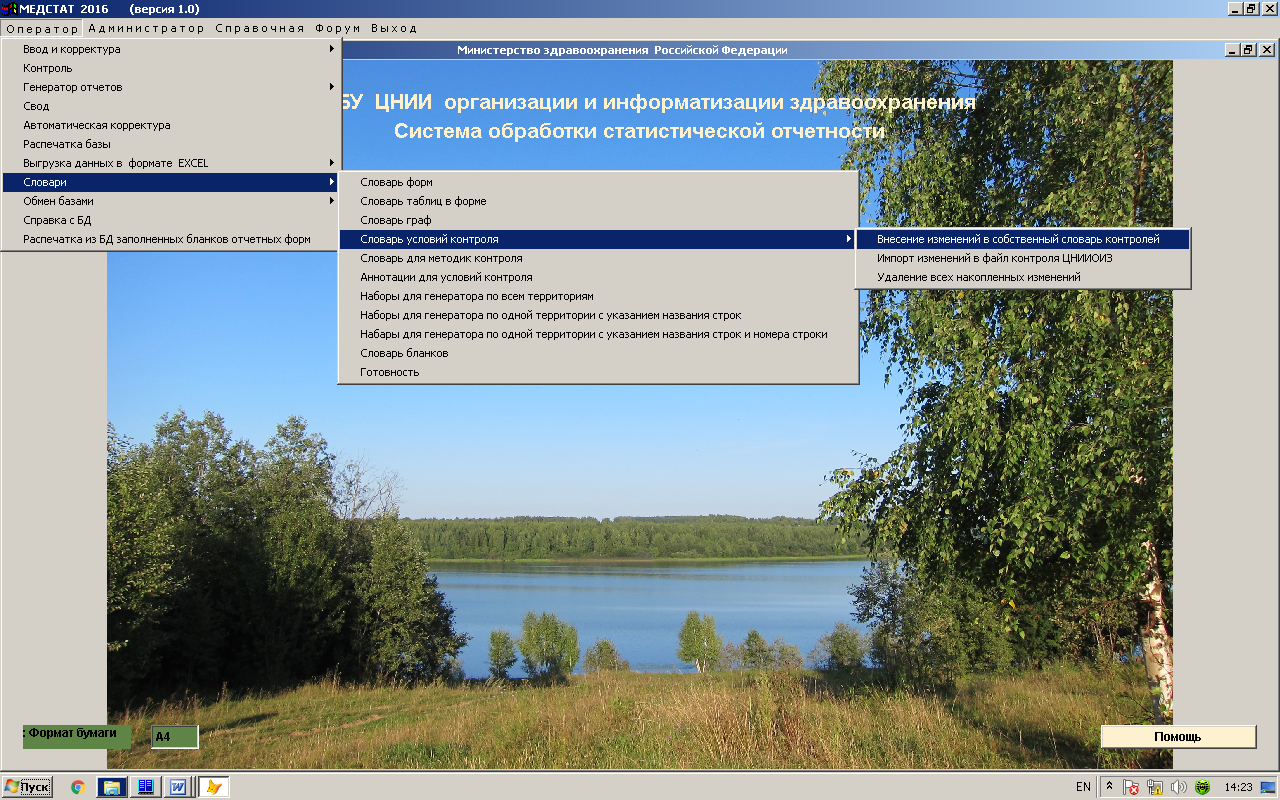 МЕДСТАТ 2016 (версия 1.0)
Оператор Администратор Справочная Форум Выход
Министерство здравоохранения Российской Федерации
БУ ЦНИИ организации и информатизации здравоохранения
Система обработки статистической отчетности
Ввод и корректура
Контроль
Генератор отчетов
Свод
Автоматическая корректура
Распечатка базы
Выгрузка данных в формате EXCEL
Словари
Обмен базами
Справка с БД
Распечатка из БД заполненных бланков отчетных форм
Словарь форм
Словарь таблиц в форме
Словарь граф
Словарь условий контроля
Словарь для методик контроля
Аннотации для условий контроля
Наборы для генератора по всем территориям
Наборы для генератора по одной территории с указанием названия строк
Набары для генератора по одной территории с указанием названия строк и номера строки
Словарь бланков
Готовность
Внесение изменений в собственный словарь контролей
Импорт изменений в файл контроля ЦНИИОИЗ
Удаление всех накопленных изменений
: Формат бумаги
А4
Помощь
Пуск
EN
14:23